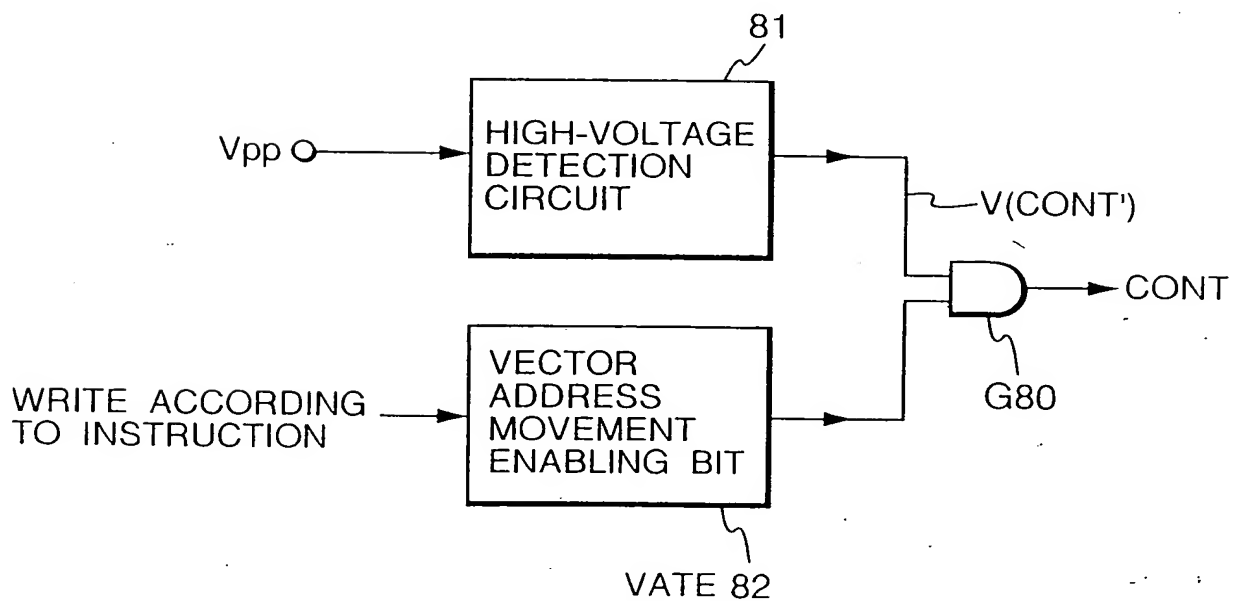 81
HIGH-VOLTAGE
DETECTION
CIRCUIT
Vpp
V(CONT')
CONT
G80
VECTOR
ADDRESS
MOVEMENT
ENABLING BIT
WRITE ACCORDING
TO INSTRUCTION
VATE 82